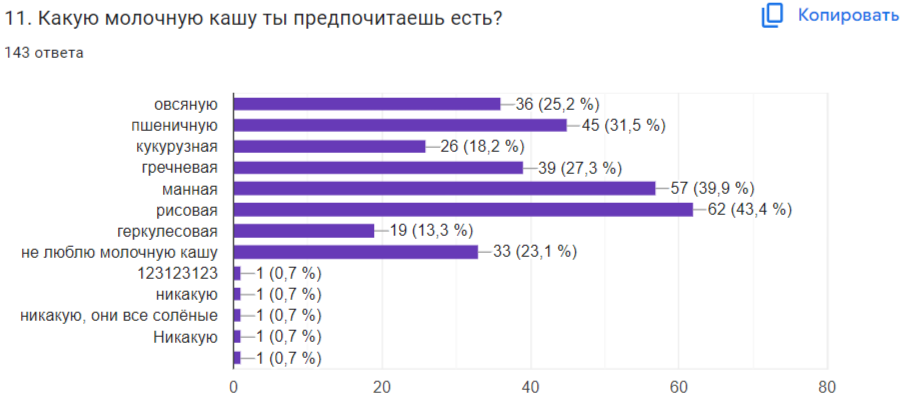 11. Какую молочную кашу ты предпочитаешь есть?
Копировать
143 ответа
овсяную 36 (25,2 %)
пшеничную 45 (31,5 %)
кукурузная 26 (18,2 %)
гречневая 39 (27,3 %)
манная 57 (39,9 %)
рисовая 62 (43,4 %)
геркулесовая 19 (13,3 %)
не люблю молочную кашу 33 (23,1 %)
123123123 1 (0,7 %)
никакую 1 (0,7 %)
никакую, они все солёные 1 (0,7 %)
Никакую 1 (0,7 %)
1 (0,7 %)
0 20 40 60 80